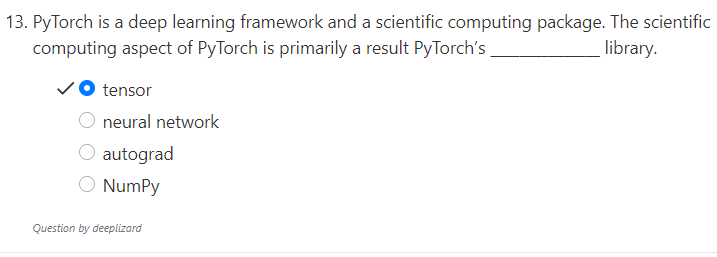 13. PyTorch is a deep learning framework and a scientific computing package. The scientific
computing aspect of PyTorch is primarily a result PyTorch's _____________ library.
tensor
neural network
autograd
NumPy
Question by deeplizard